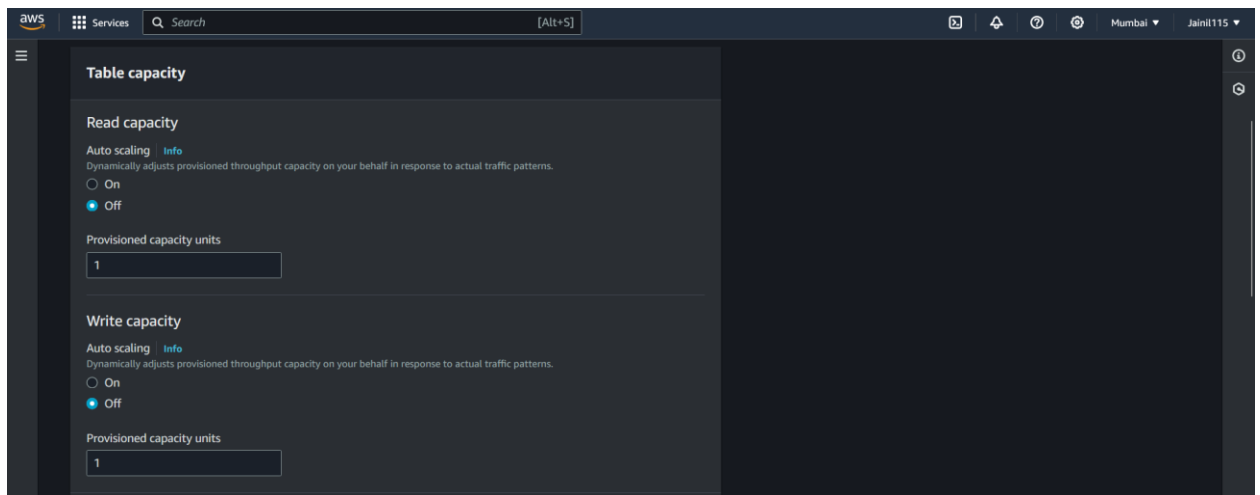 aws Services Search [Alt+S] Mumbai Jainil115
Table capacity
Read capacity
Auto scaling Info
Dynamically adjusts provisioned throughput capacity on your behalf in response to actual traffic patterns.
On
Off
Provisioned capacity units
1
Write capacity
Auto scaling Info
Dynamically adjusts provisioned throughput capacity on your behalf in response to actual traffic patterns.
On
Off
Provisioned capacity units
1